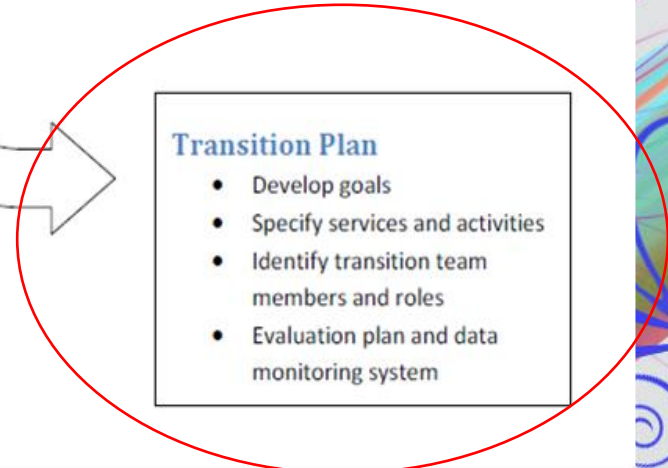 Transition Plan
• Develop goals
• Specify services and activities
• Identify transition team
members and roles
• Evaluation plan and data
monitoring system